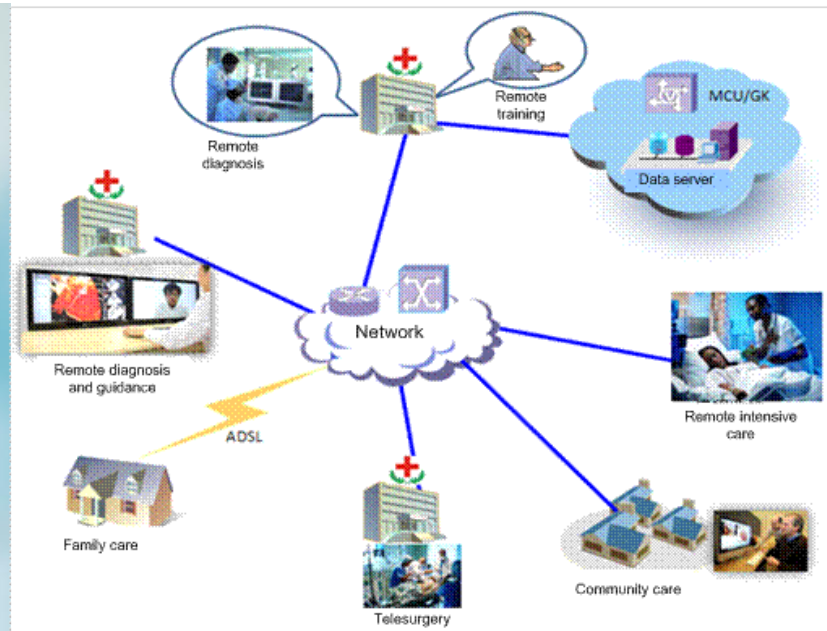 Remote
diagnosis
Remote
training
MCU/GK
Data server
Network
Remote diagnosis
and guidance
Remote intensive
care
ADSL
Family care
Telesurgery
Community care